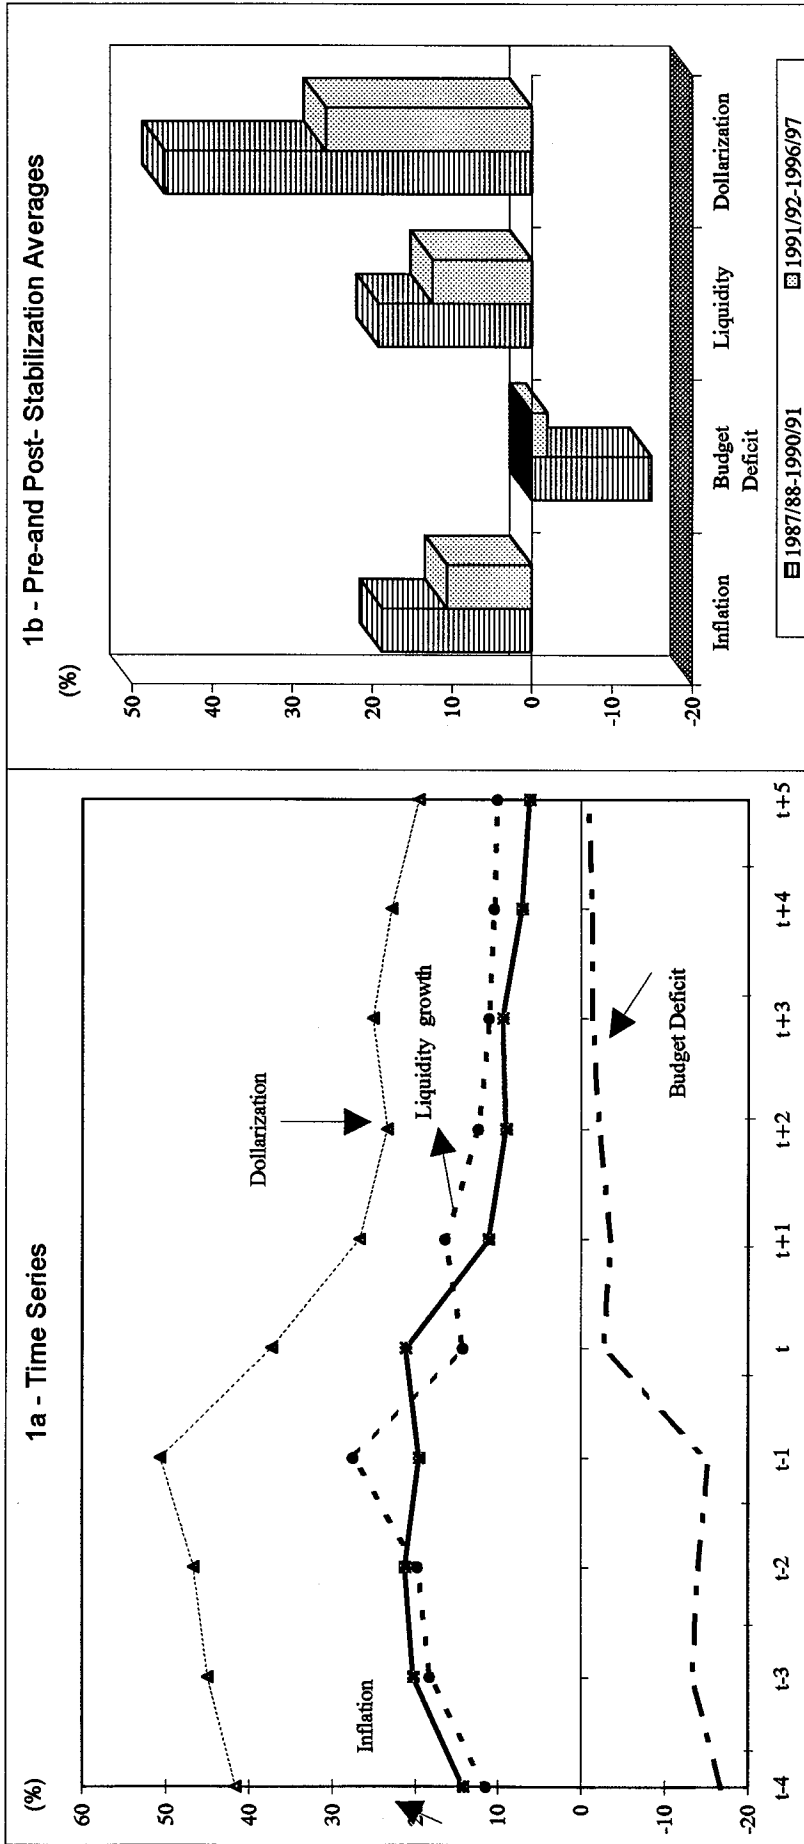 1a - Time Series
(%)
60
50
40
30
20
10
0
-10
-20
Dollarization
Liquidity growth
Inflation
Budget Deficit
t-4 t-3 t-2 t-1 t t+1 t+2 t+3 t+4 t+5
1b - Pre-and Post- Stabilization Averages
(%)
50
40
30
20
10
0
-10
-20
Inflation Budget Liquidity Dollarization
Deficit
1987/88-1990/91 1991/92-1996/97